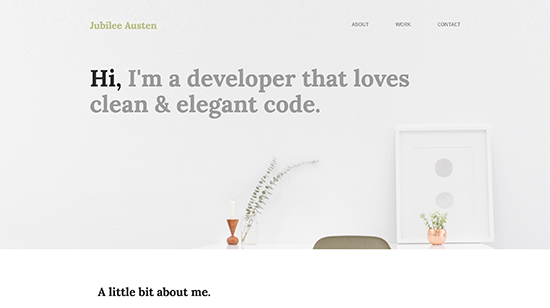 Jubilee Austen
ABOUT WORK CONTACT
Hi, I'm a developer that loves
clean & elegant code.
A little bit about me.